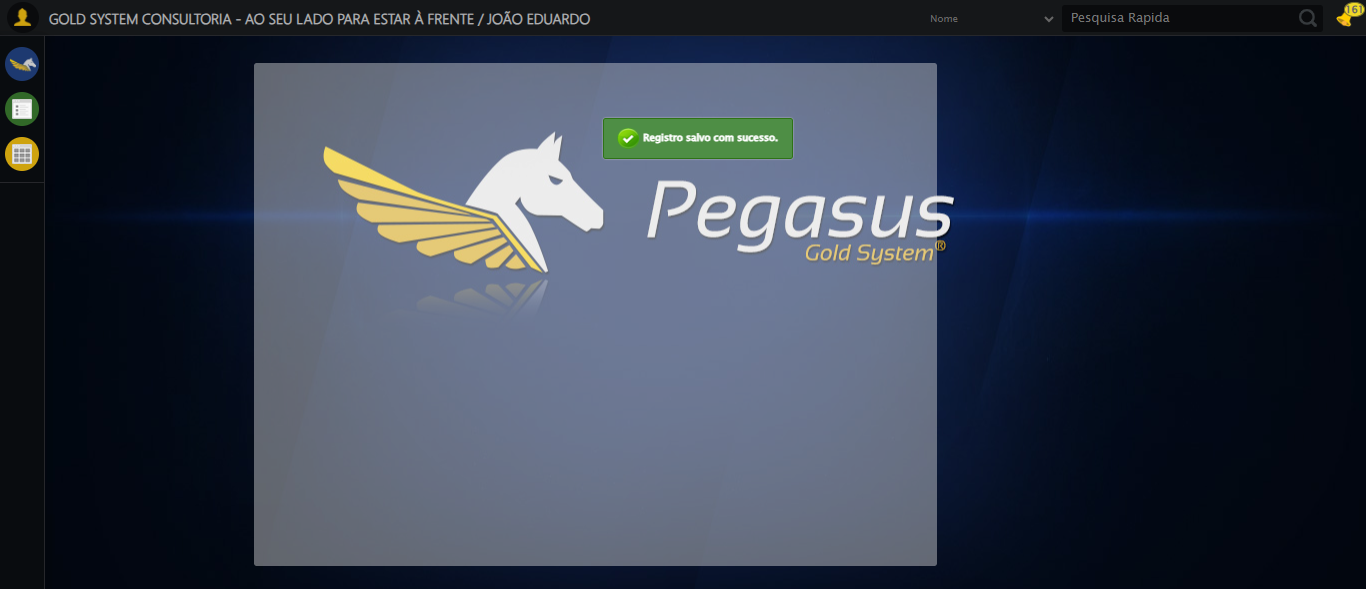 GOLD SYSTEM CONSULTORIA - AO SEU LADO PARA ESTAR À FRENTE / JOÃO EDUARDO
Nome
Pesquisa Rapida
161
Registro salvo com sucesso.
Pegasus
Gold System®